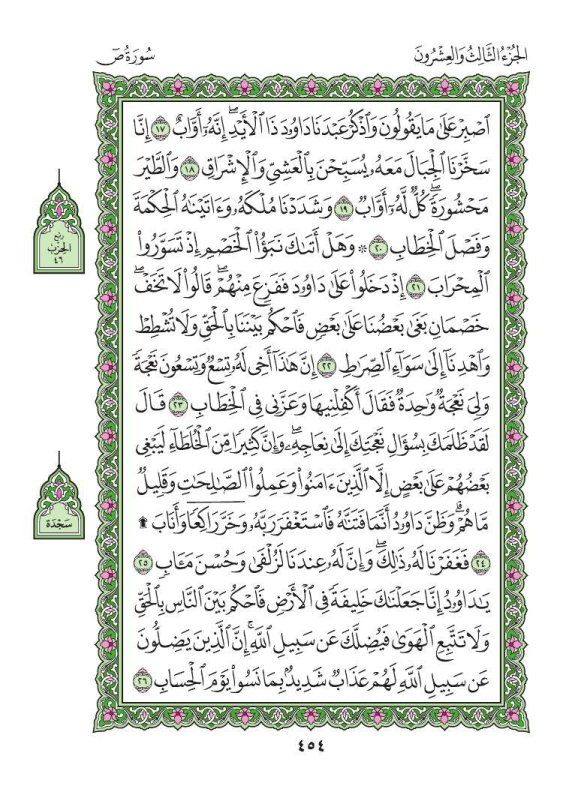 الجُزْءُ الثَّالِثُ وَالعِشْرُونَ
سُورَةُ صٓ
ٱصۡبِرۡ عَلَىٰ مَا يَقُولُونَ وَٱذۡكُرۡ عَبۡدَنَا دَاوُۥدَ ذَا ٱلۡأَيۡدِۖ إِنَّهُۥٓ أَوَّابٌ ١٧ إِنَّا
سَخَّرۡنَا ٱلۡجِبَالَ مَعَهُۥ يُسَبِّحۡنَ بِٱلۡعَشِيِّ وَٱلۡإِشۡرَاقِ ١٨ وَٱلطَّيۡرَ
مَحۡشُورَةٗۖ كُلّٞ لَّهُۥٓ أَوَّابٞ ١٩ وَشَدَدۡنَا مُلۡكَهُۥ وَءَاتَيۡنَٰهُ ٱلۡحِكۡمَةَ
وَفَصۡلَ ٱلۡخِطَابِ ٢٠ ۞ وَهَلۡ أَتَىٰكَ نَبَؤُاْ ٱلۡخَصۡمِ إِذۡ تَسَوَّرُواْ
ٱلۡمِحۡرَابَ ٢١ إِذۡ دَخَلُواْ عَلَىٰ دَاوُۥدَ فَفَزِعَ مِنۡهُمۡۖ قَالُواْ لَا تَخَفۡۖ
خَصۡمَانِ بَغَىٰ بَعۡضُنَا عَلَىٰ بَعۡضٖ فَٱحۡكُم بَيۡنَنَا بِٱلۡحَقِّ وَلَا تُشۡطِطۡ
وَٱهۡدِنَآ إِلَىٰ سَوَآءِ ٱلصِّرَٰطِ ٢٢ إِنَّ هَٰذَآ أَخِي لَهُۥ تِسۡعٞ وَتِسۡعُونَ نَعۡجَةٗ
وَلِيَ نَعۡجَةٞ وَٰحِدَةٞ فَقَالَ أَكۡفِلۡنِيهَا وَعَزَّنِي فِي ٱلۡخِطَابِ ٢٣ قَالَ
لَقَدۡ ظَلَمَكَ بِسُؤَالِ نَعۡجَتِكَ إِلَىٰ نِعَاجِهِۦۖ وَإِنَّ كَثِيرٗا مِّنَ ٱلۡخُلَطَآءِ لَيَبۡغِي
بَعۡضُهُمۡ عَلَىٰ بَعۡضٍ إِلَّا ٱلَّذِينَ ءَامَنُواْ وَعَمِلُواْ ٱلصَّٰلِحَٰتِ وَقَلِيلٞ
مَّا هُمۡۗ وَظَنَّ دَاوُۥدُ أَنَّمَا فَتَنَّٰهُ فَٱسۡتَغۡفَرَ رَبَّهُۥ وَخَرَّۤ رَاكِعٗاۤ وَأَنَابَ ۩
٢٤ فَغَفَرۡنَا لَهُۥ ذَٰلِكَۖ وَإِنَّ لَهُۥ عِندَنَا لَزُلۡفَىٰ وَحُسۡنَ مَـَٔابٖ ٢٥
يَٰدَاوُۥدُ إِنَّا جَعَلۡنَٰكَ خَلِيفَةٗ فِي ٱلۡأَرۡضِ فَٱحۡكُم بَيۡنَ ٱلنَّاسِ بِٱلۡحَقِّ
وَلَا تَتَّبِعِ ٱلۡهَوَىٰ فَيُضِلَّكَ عَن سَبِيلِ ٱللَّهِۚ إِنَّ ٱلَّذِينَ يَضِلُّونَ
عَن سَبِيلِ ٱللَّهِ لَهُمۡ عَذَابٞ شَدِيدُۢ بِمَا نَسُواْ يَوۡمَ ٱلۡحِسَابِ ٢٦
ربع
الحزب
٤٦
سَجْدَة
٤٥٤